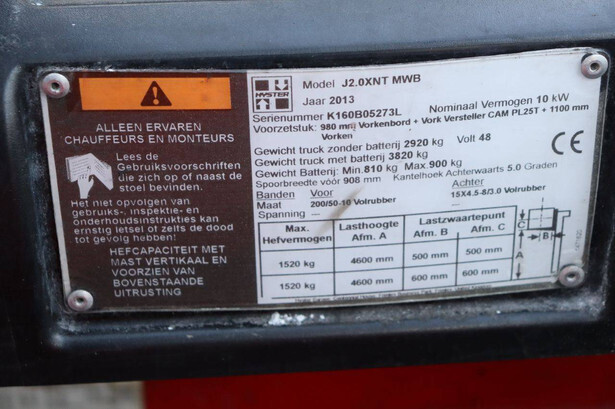 ALLEEN ERVAREN
CHAUFFEURS EN MONTEURS
Lees de
Gebruiksvoorschriften
die zich op of naast de
stoel bevinden.
Het niet opvolgen van
gebruiks-, inspektie- en
onderhoudsinstrukties kan
ernstig letsel of zelfs de dood
tot gevolg hebben:
HEFCAPACITEIT MET
MAST VERTIKAAL EN
VOORZIEN VAN
BOVENSTAANDE
UITRUSTING
HYSTER
Model J2.0XNT MWB
Jaar 2013
Serienummer K160B05273L Nominaal Vermogen 10 kW
Voorzetstuk: 980 mrij Vorkenbord + Vork Versteller CAM PL25T + 1100 mm
Vorken
Gewicht truck zonder batterij 2920 kg Volt 48
Gewicht truck met batterij 3820 kg
Gewicht Batterij: Min.810 kg Max.900 kg
Spoorbreedte vóór 908 mm Kantelhoek Achterwaarts 5.0 Graden
Banden Voor Achter
Maat 200/50-10 Volrubber 15X4.5-8/3.0 Volrubber
Spanning — —
Max. Hefvermogen Lasthoogte Afm. A Lastzwaartepunt Afm. B Afm. C
1520 kg 4600 mm 500 mm 500 mm
1520 kg 4600 mm 600 mm 600 mm
C
B
A
CE